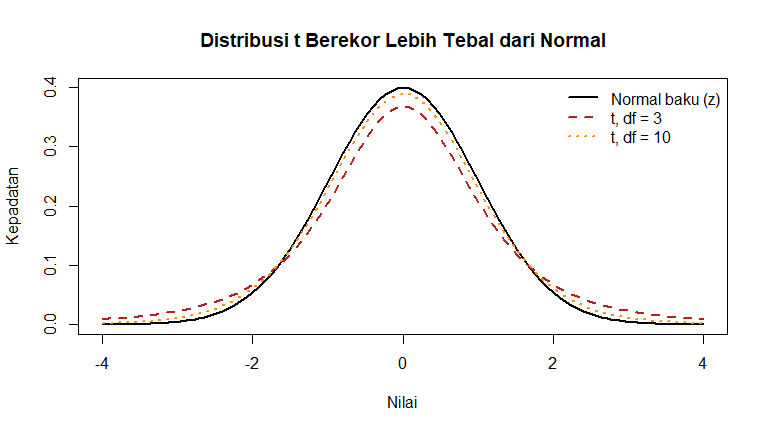 Distribusi t Berekor Lebih Tebal dari Normal
Normal baku (z)
t, df = 3
t, df = 10
Kepadatan
0.4
0.3
0.2
0.1
0.0
-4 -2 0 2 4
Nilai